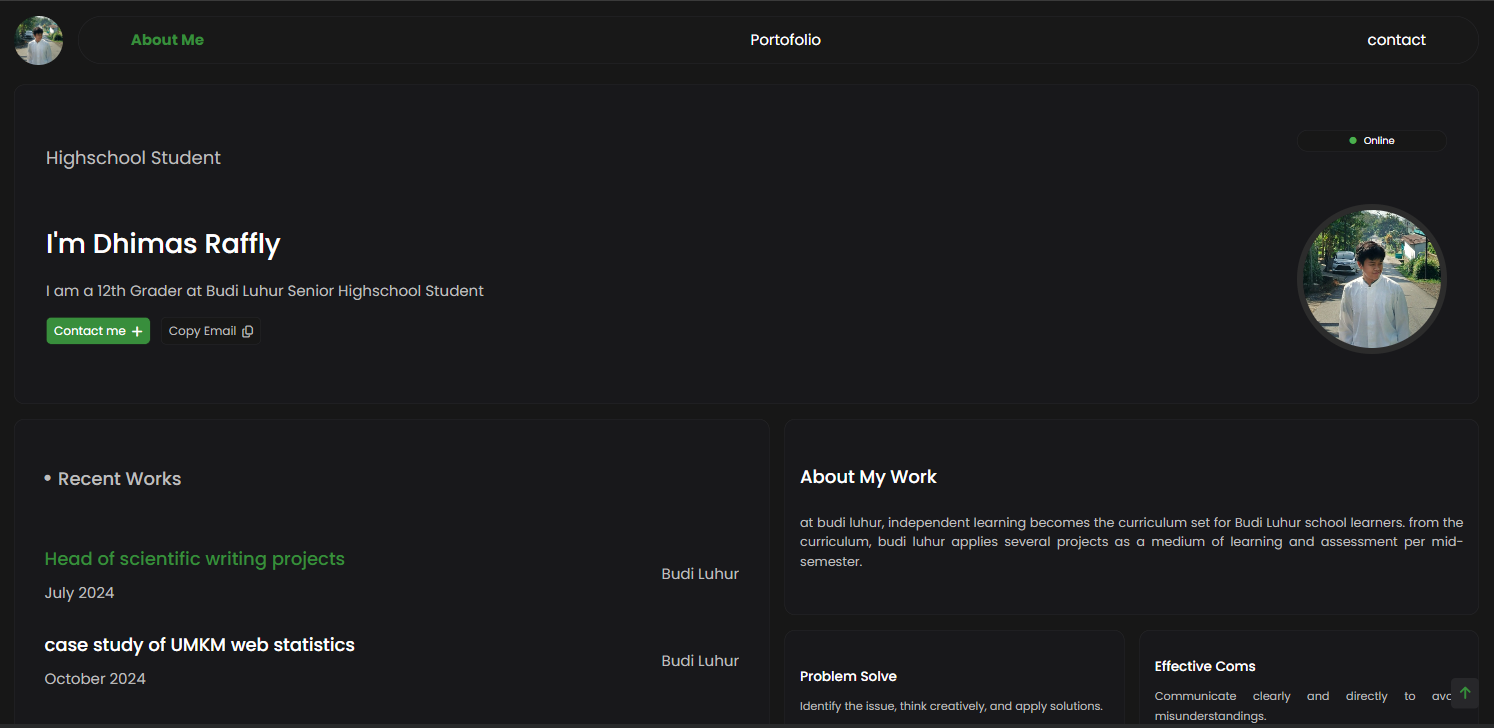 About Me
Portofolio
contact
Highschool Student
Online
I'm Dhimas Raffly
I am a 12th Grader at Budi Luhur Senior Highschool Student
Contact me
Copy Email
• Recent Works
Head of scientific writing projects
July 2024
Budi Luhur
case study of UMKM web statistics
October 2024
Budi Luhur
About My Work
at budi luhur, independent learning becomes the curriculum set for Budi Luhur school learners. from the
curriculum, budi luhur applies several projects as a medium of learning and assessment per mid-
semester.
Problem Solve
Identify the issue, think creatively, and apply solutions.
Effective Coms
Communicate clearly and directly to
misunderstandings.